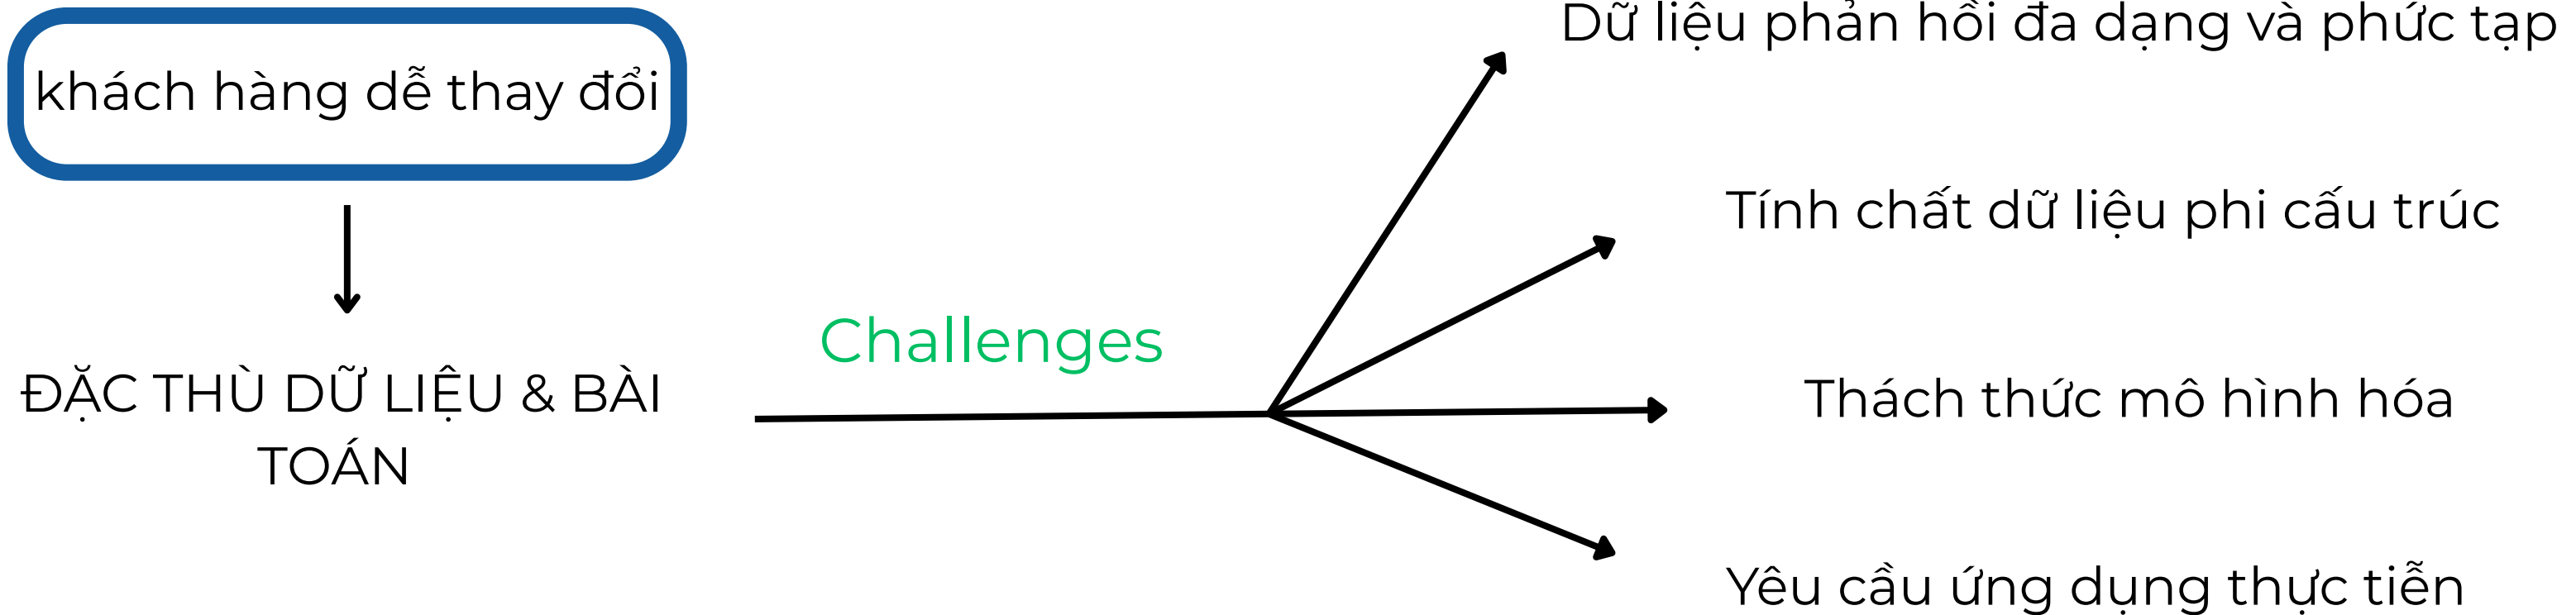 khách hàng dễ thay đổi
ĐẶC THÙ DỮ LIỆU & BÀI
TOÁN
Challenges
Dữ liệu phản hồi đa dạng và phức tạp
Tính chất dữ liệu phi cấu trúc
Thách thức mô hình hóa
Yêu cầu ứng dụng thực tiễn